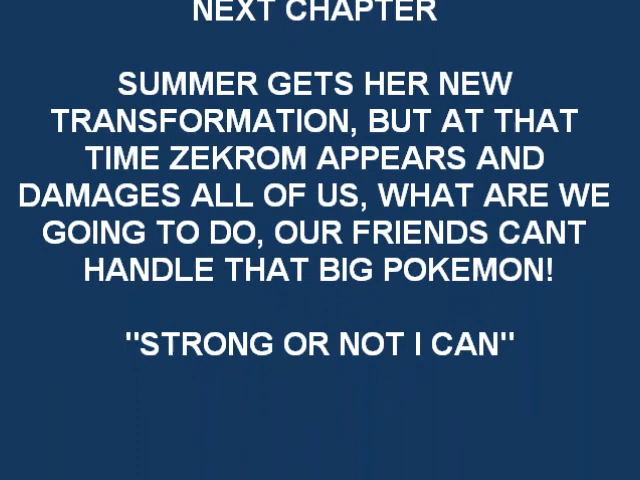 NEXT CHAPTER
SUMMER GETS HER NEW
TRANSFORMATION, BUT AT THAT
TIME ZEKROM APPEARS AND
DAMAGES ALL OF US, WHAT ARE WE
GOING TO DO, OUR FRIENDS CANT
HANDLE THAT BIG POKEMON!
"STRONG OR NOT I CAN"